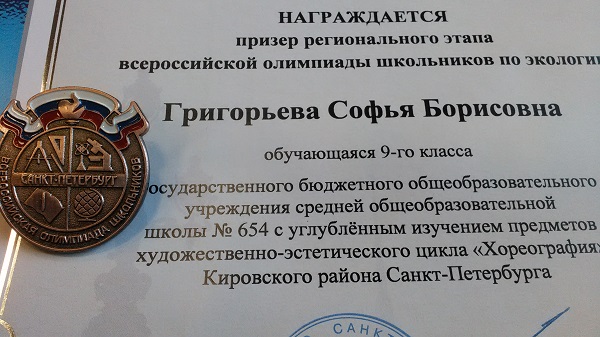 НАГРАЖДАЕТСЯ
призер регионального этапа
всероссийской олимпиады школьников по экологии
Григорьева Софья Борисовна
обучающаяся 9-го класса
осударственного бюджетного общеобразовательного
учреждения средней общеобразовательной
школы № 654 с углублённым изучением предметов
художественно-эстетического цикла «Хореография»
Кировского района Санкт-Петербурга
САНКТ-ПЕТЕРБУРГ
ВСЕРОССИЙСКАЯ ОЛИМПИАДА ШКОЛЬНИКОВ
САНКТ